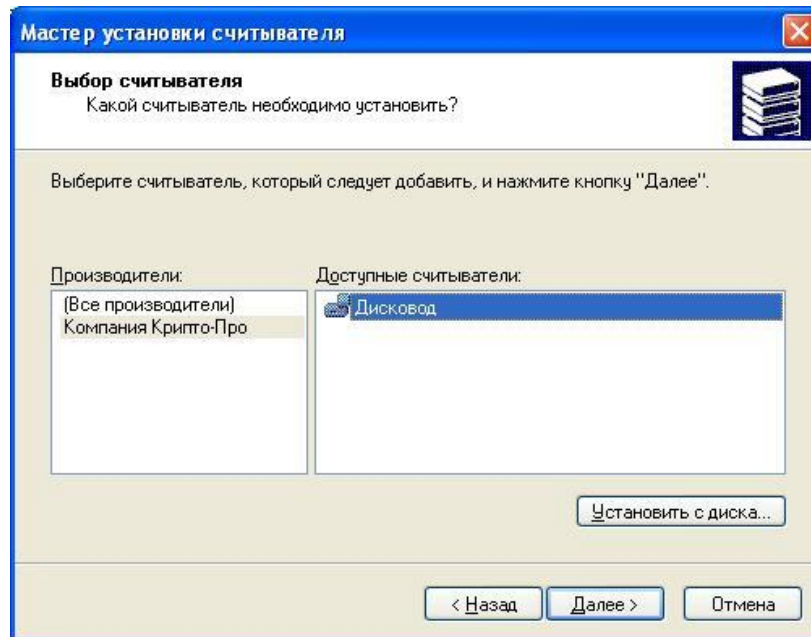 Мастер установки считывателя
Выбор считывателя
Какой считыватель необходимо установить?
Выберите считыватель, который следует добавить, и нажмите кнопку "Далее".
Производители:
Доступные считыватели:
(Все производители)
Компания Крипто-Про
Дисковод
Установить с диска...
< Назад
Далее >
Отмена